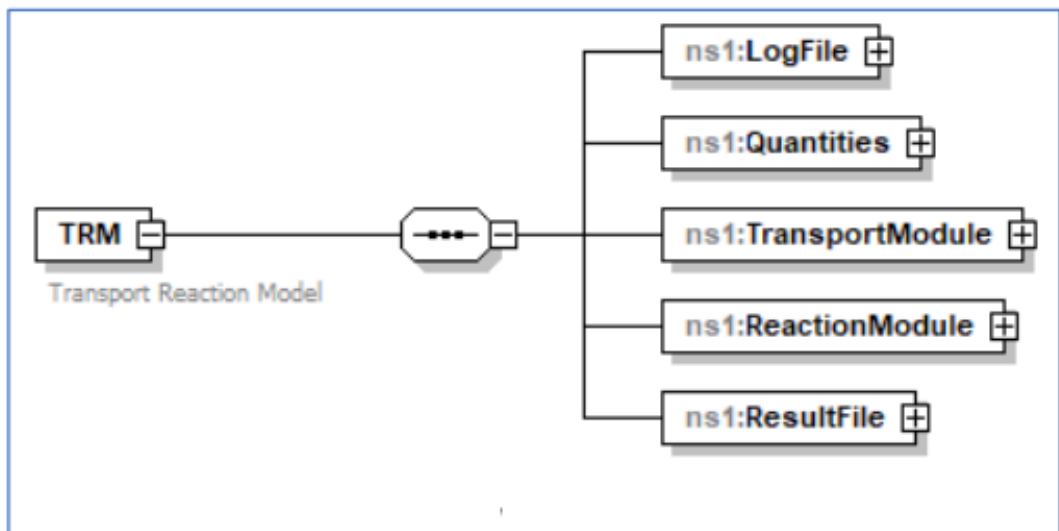 ns1:LogFile
ns1:Quantities
TRM
ns1:TransportModule
Transport Reaction Model
ns1:ReactionModule
ns1:ResultFile